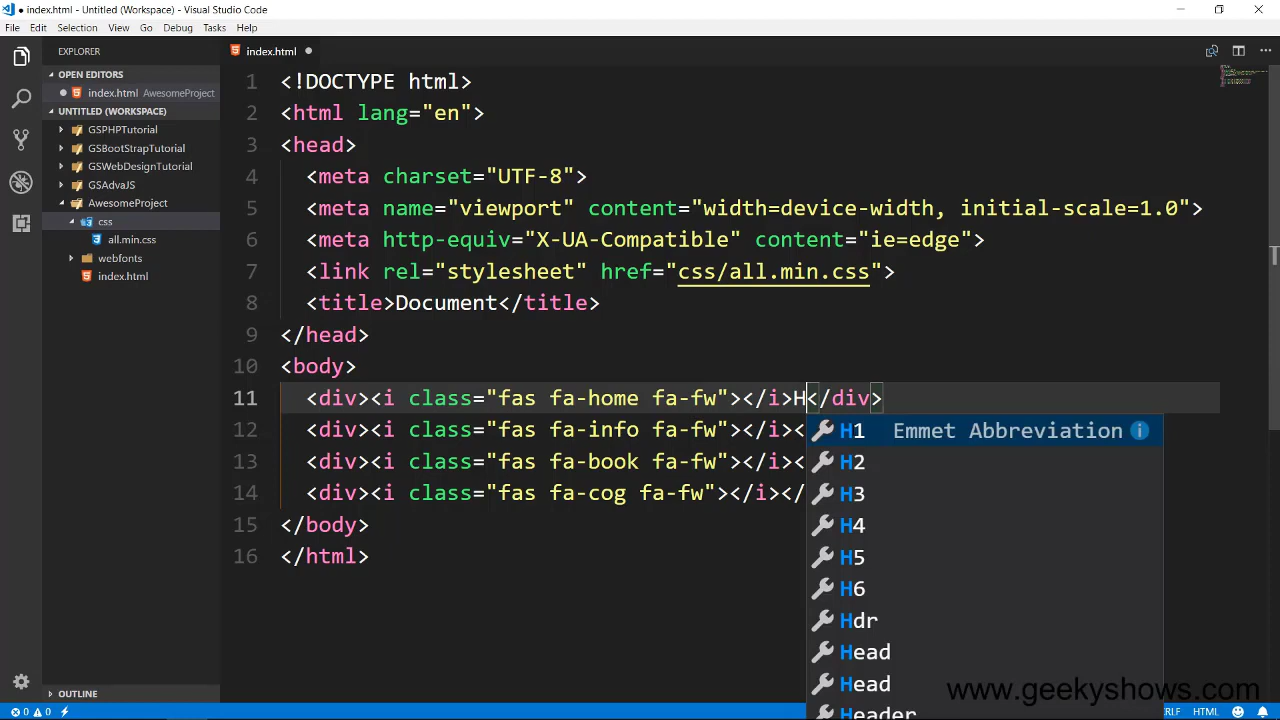 index.html - Untitled (Workspace) - Visual Studio Code
File Edit Selection View Go Debug Tasks Help
EXPLORER
OPEN EDITORS
index.html AwesomeProject
UNTITLED (WORKSPACE)
GSPHPTutorial
GSBootStrapTutorial
GSWebDesignTutorial
GSAdvaJS
AwesomeProject
css
all.min.css
webfonts
index.html
OUTLINE
index.html
1 <!DOCTYPE html>
2 <html lang="en">
3 <head>
4 <meta charset="UTF-8">
5 <meta name="viewport" content="width=device-width, initial-scale=1.0">
6 <meta http-equiv="X-UA-Compatible" content="ie=edge">
7 <link rel="stylesheet" href="css/all.min.css">
8 <title>Document</title>
9 </head>
10 <body>
11 <div><i class="fas fa-home fa-fw"></i>H</div>
12 <div><i class="fas fa-info fa-fw"></i><
13 <div><i class="fas fa-book fa-fw"></i><
14 <div><i class="fas fa-cog fa-fw"></i></
15 </body>
16 </html>
H1 Emmet Abbreviation
H2
H3
H4
H5
H6
Hdr
Head
Head
Header
www.geekyshows.com
0 0 RLF HTML